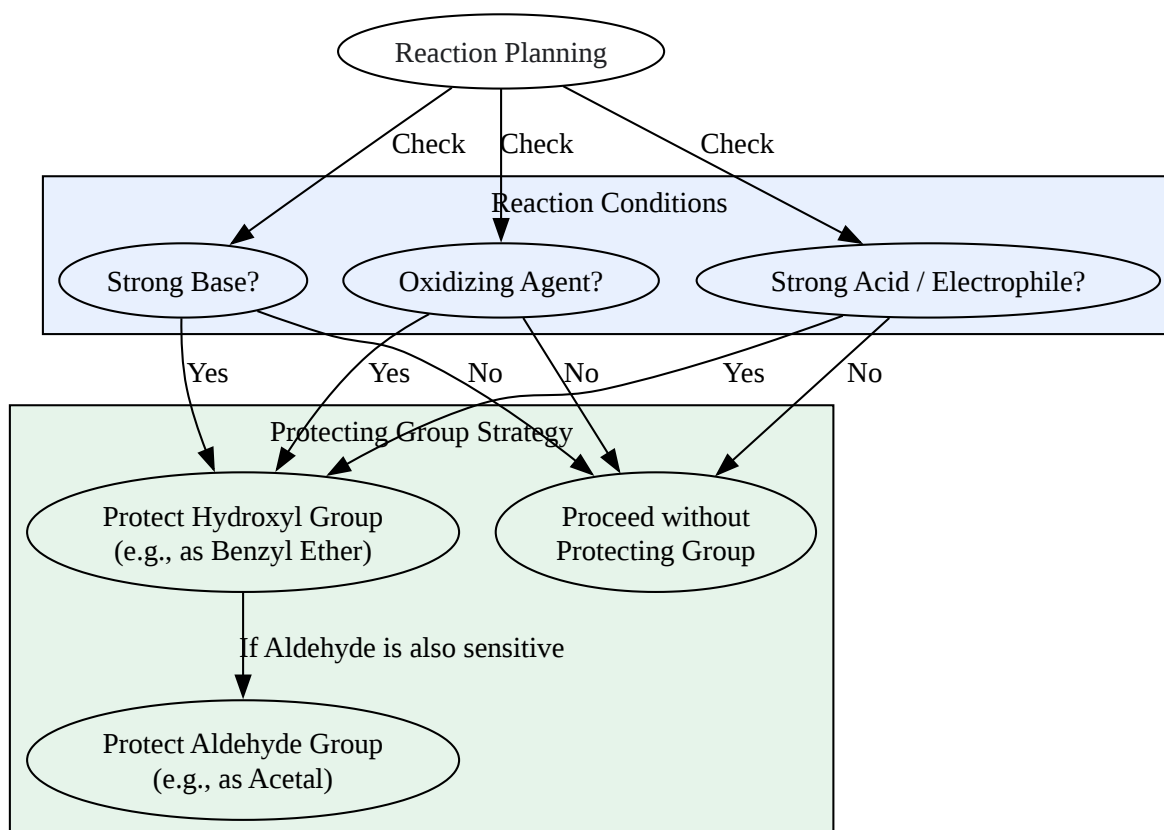 Reaction Planning
Check
Check
Check
Reaction Conditions
Strong Base?
Oxidizing Agent?
Strong Acid / Electrophile?
Yes
Yes
No
No
Yes
No
Protecting Group Strategy
Protect Hydroxyl Group
(e.g., as Benzyl Ether)
Proceed without
Protecting Group
If Aldehyde is also sensitive
Protect Aldehyde Group
(e.g., as Acetal)